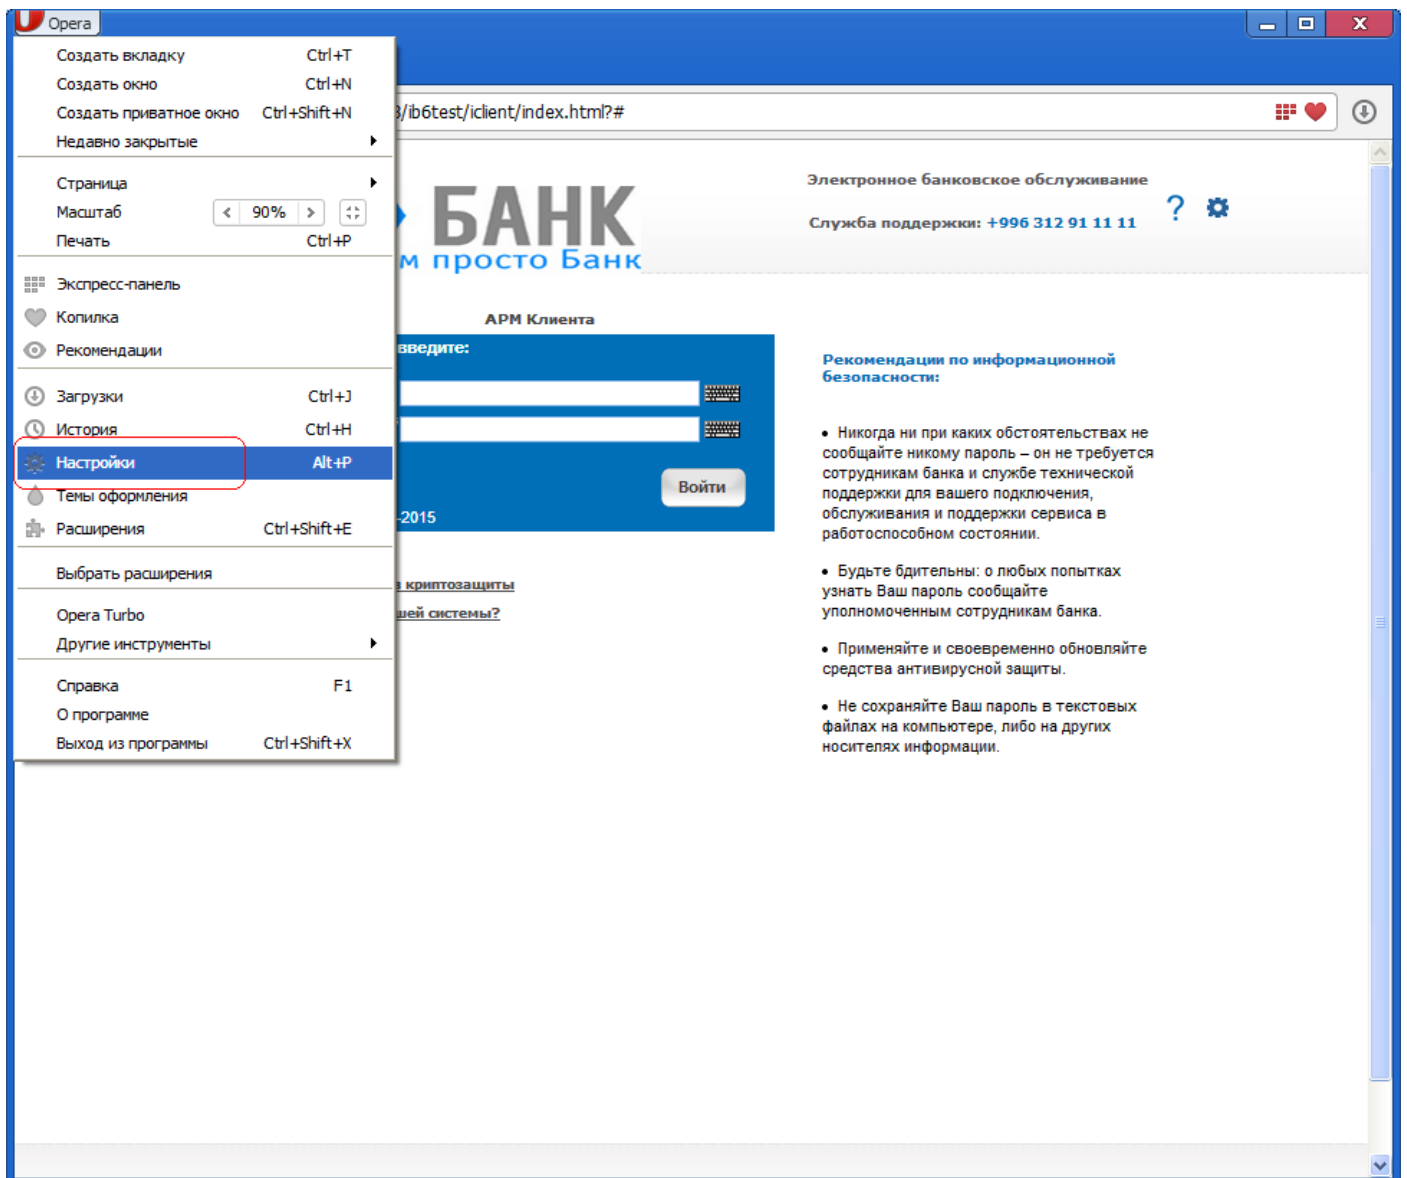 Opera
Создать вкладку Ctrl+T
Создать окно Ctrl+N
Создать приватное окно Ctrl+Shift+N
Недавно закрытые
Страница
Масштаб 90%
Печать Ctrl+P
Экспресс-панель
Копилка
Рекомендации
Загрузки Ctrl+J
История Ctrl+H
Настройки Alt+P
Темы оформления
Расширения Ctrl+Shift+E
Выбрать расширения
Opera Turbo
Другие инструменты
Справка F1
О программе
Выход из программы Ctrl+Shift+X
/ib6test/iclient/index.html?#
БАНК
м просто Банк
Электронное банковское обслуживание
Служба поддержки: +996 312 91 11 11
?
АРМ Клиента
введите:
Войти
-2015
в криптозащиты
шей системы?
Рекомендации по информационной
безопасности:
• Никогда ни при каких обстоятельствах не
сообщайте никому пароль – он не требуется
сотрудникам банка и службе технической
поддержки для вашего подключения,
обслуживания и поддержки сервиса в
работоспособном состоянии.
• Будьте бдительны: о любых попытках
узнать Ваш пароль сообщайте
уполномоченным сотрудникам банка.
• Применяйте и своевременно обновляйте
средства антивирусной защиты.
• Не сохраняйте Ваш пароль в текстовых
файлах на компьютере, либо на других
носителях информации.